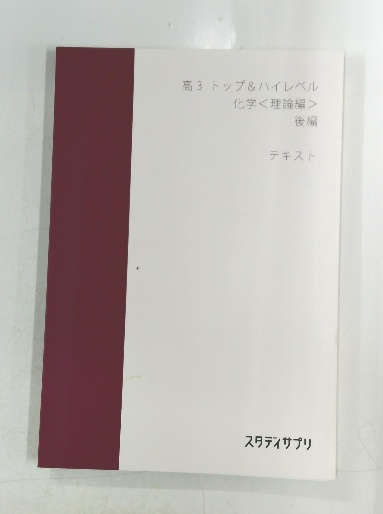 高3 トップ＆ハイレベル
化学＜理論編＞
後編
テキスト
スタディサプリ